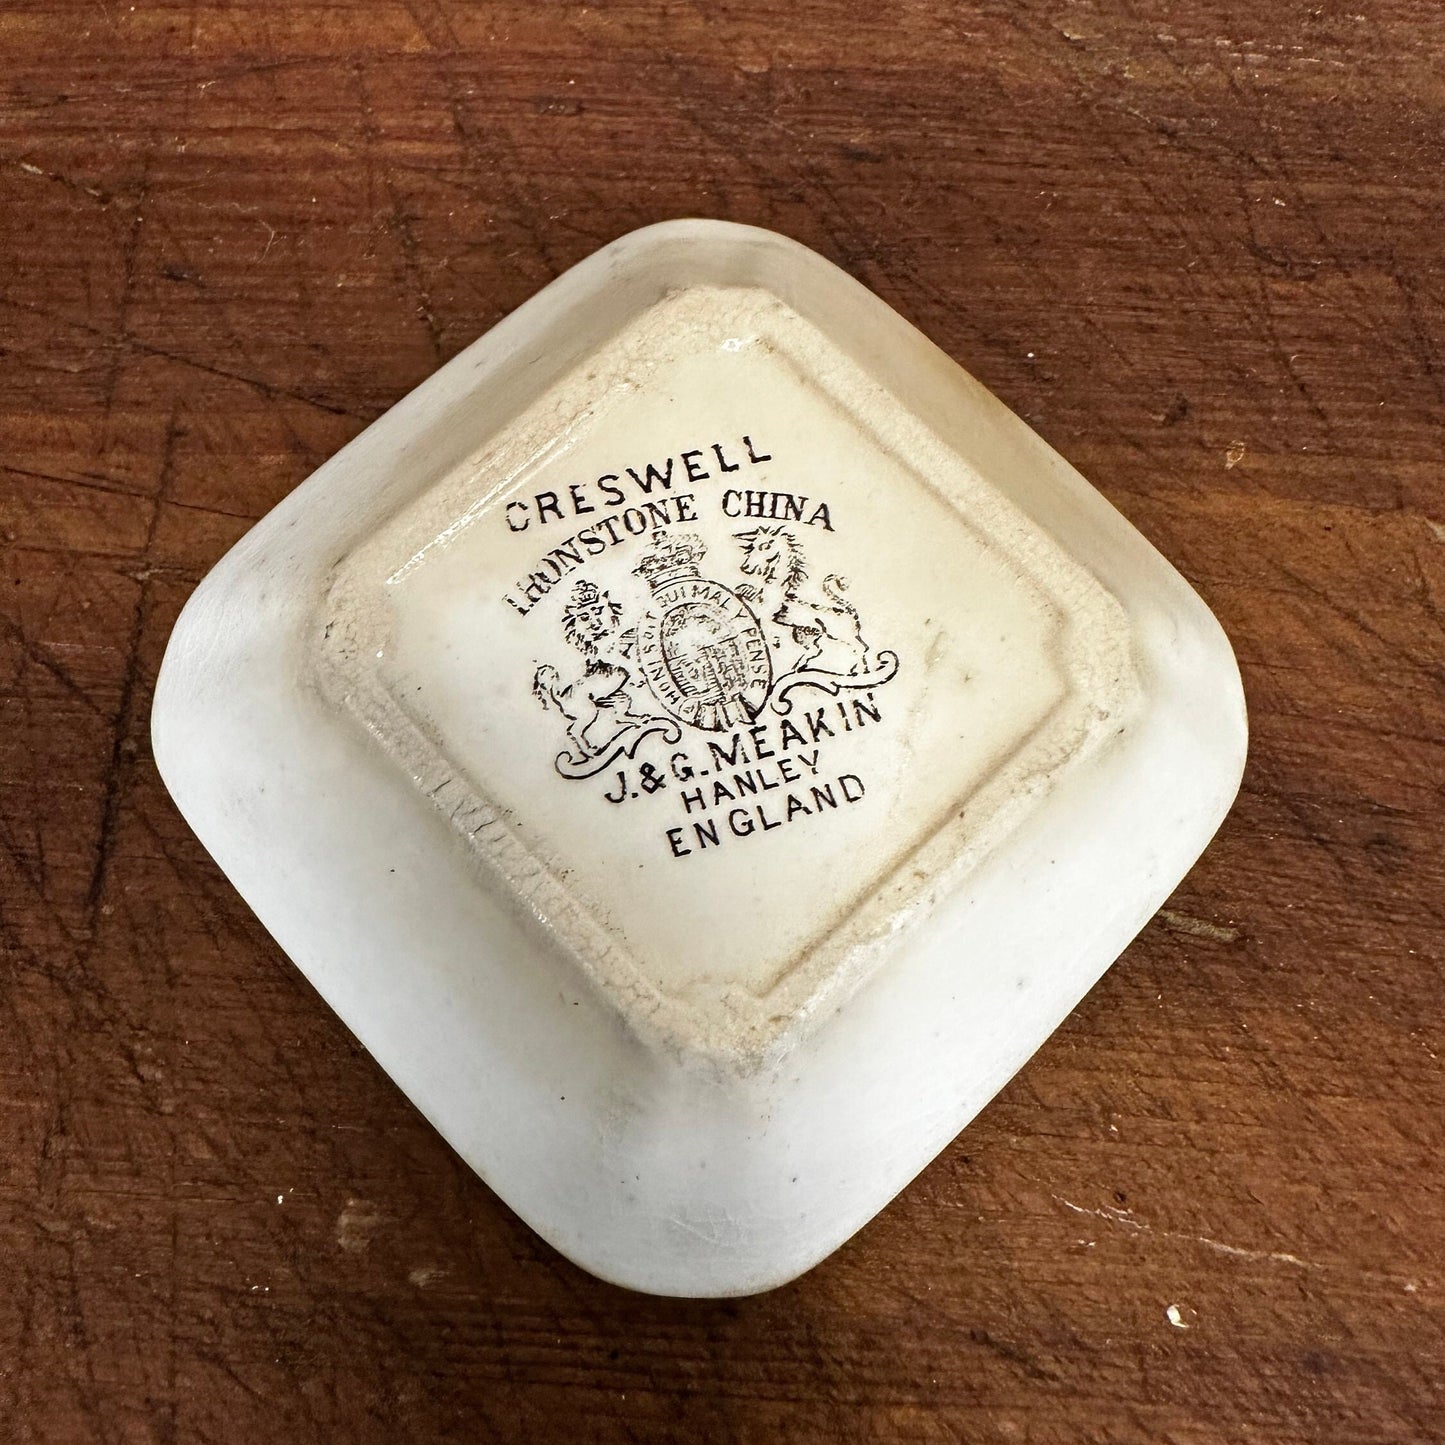 CRESWELL
IRONSTONE CHINA
HONI SOIT QUI MAL Y PENSE
J. & G. MEAKIN
HANLEY
ENGLAND